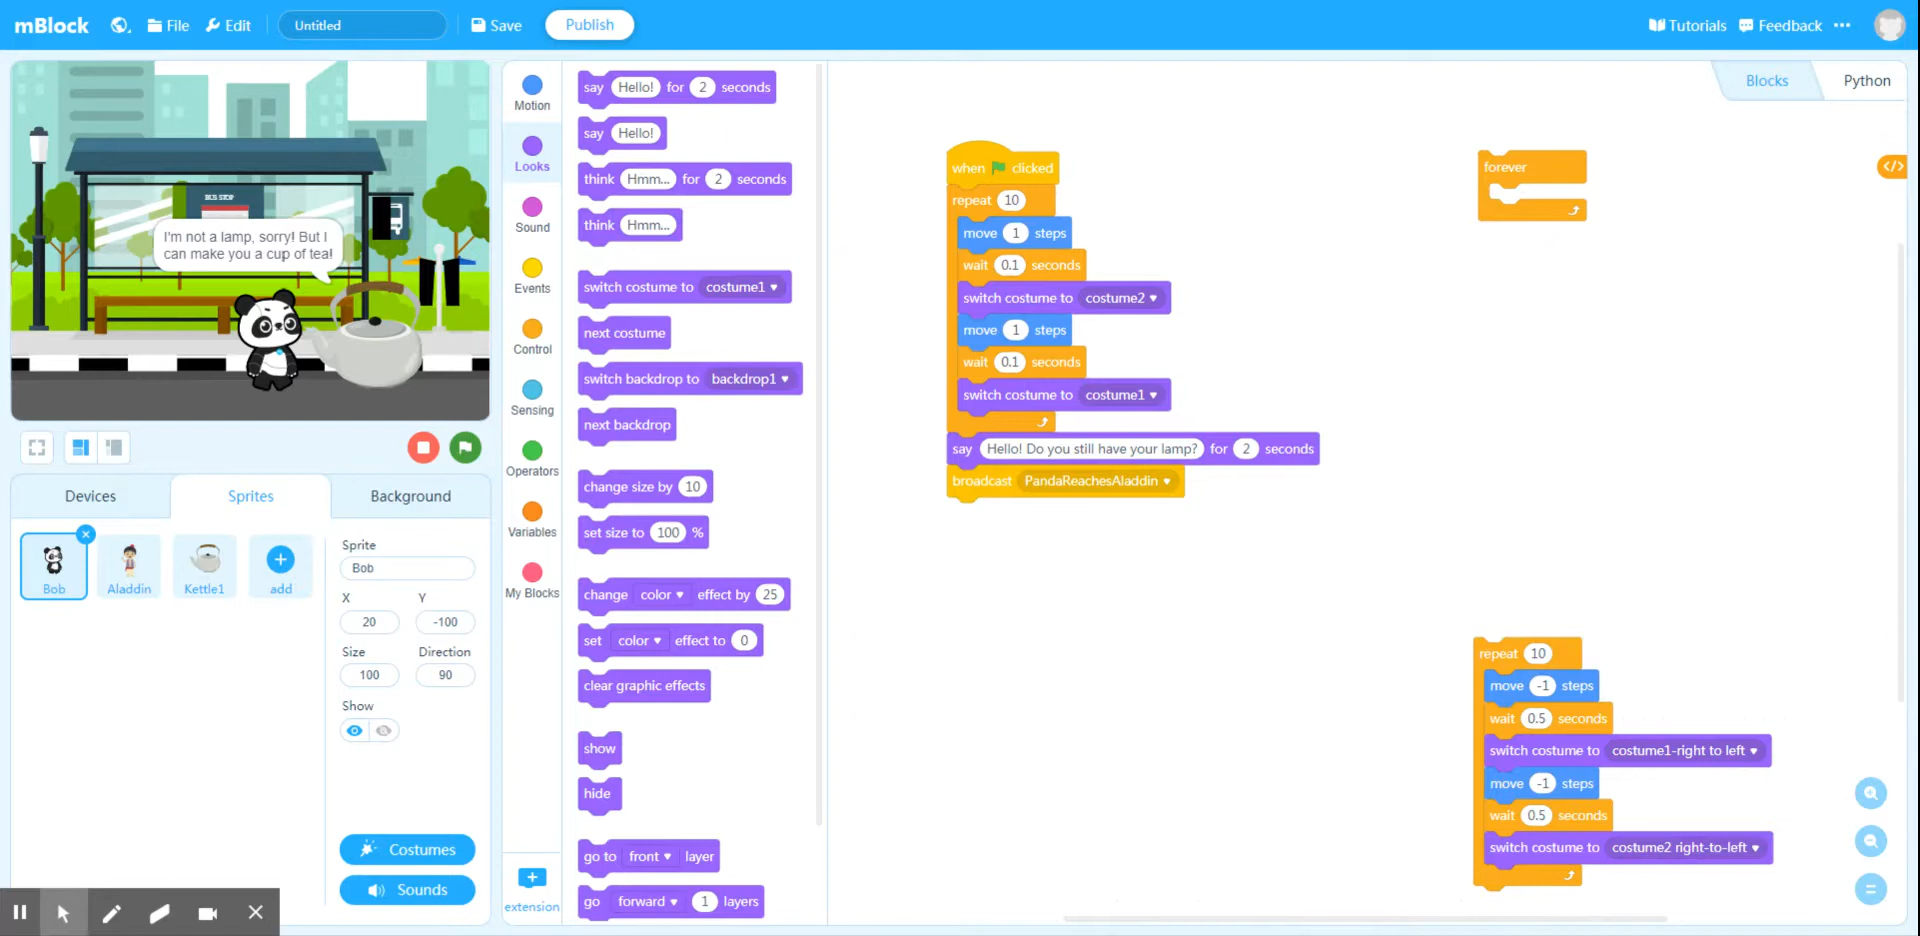 mBlock File Edit Untitled Save Publish Tutorials Feedback
BUS STOP
I'm not a lamp, sorry! But I
can make you a cup of tea!
Devices Sprites Background
Bob Aladdin Kettle1 add
Sprite
Bob
X Y
20 -100
Size Direction
100 90
Show
Costumes
Sounds
Motion
Looks
Sound
Events
Control
Sensing
Operators
Variables
My Blocks
extension
say Hello! for 2 seconds
say Hello!
think Hmm... for 2 seconds
think Hmm...
switch costume to costume1
next costume
switch backdrop to backdrop1
next backdrop
change size by 10
set size to 100 %
change color effect by 25
set color effect to 0
clear graphic effects
show
hide
go to front layer
go forward 1 layers
Blocks Python
when clicked
repeat 10
move 1 steps
wait 0.1 seconds
switch costume to costume2
move 1 steps
wait 0.1 seconds
switch costume to costume1
say Hello! Do you still have your lamp? for 2 seconds
broadcast PandaReachesAladdin
forever
repeat 10
move -1 steps
wait 0.5 seconds
switch costume to costume1-right to left
move -1 steps
wait 0.5 seconds
switch costume to costume2 right-to-left